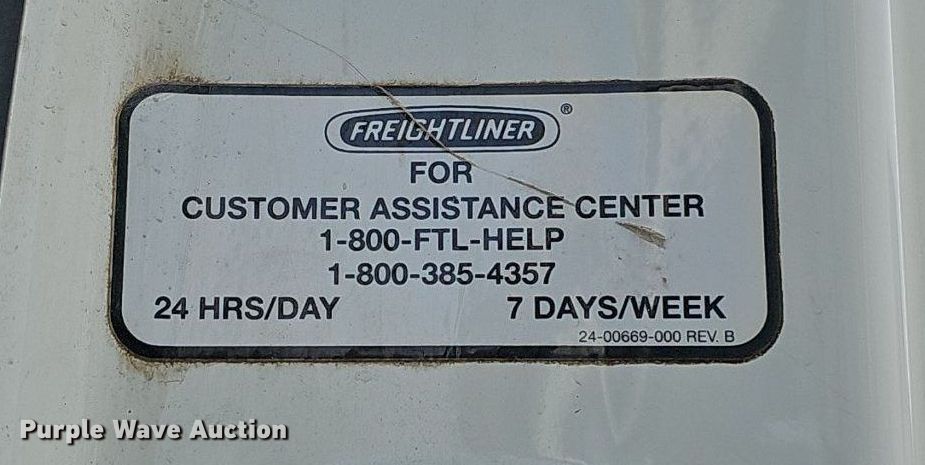 FREIGHTLINER®
FOR
CUSTOMER ASSISTANCE CENTER
1-800-FTL-HELP
1-800-385-4357
24 HRS/DAY 7 DAYS/WEEK
24-00669-000 REV. B
Purple Wave Auction